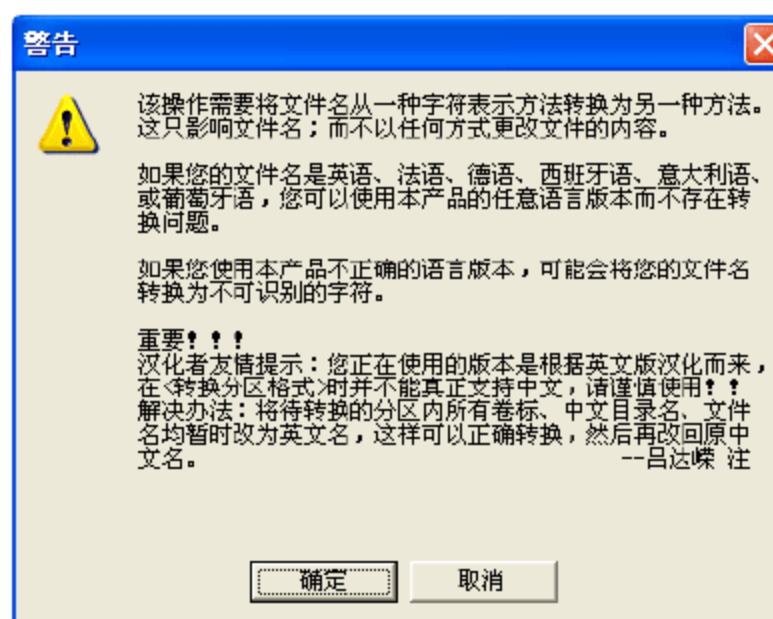 警告
该操作需要将文件名从一种字符表示方法转换为另一种方法。
这只影响文件名；而不以任何方式更改文件的内容。
如果您的文件名是英语、法语、德语、西班牙语、意大利语、
或葡萄牙语，您可以使用本产品的任意语言版本而不存在转
换问题。
如果您使用本产品不正确的语言版本，可能会将您的文件名
转换为不可识别的字符。
重要！！！
汉化者友情提示：您正在使用的版本是根据英文版汉化而来，
在<转换分区格式>时并不能真正支持中文，请谨慎使用！！
解决办法：将待转换的分区内所有卷标、中文目录名、文件
名均暂时改为英文名，这样可以正确转换，然后再改回原中
文名。 --吕达嵘 注
确定
取消